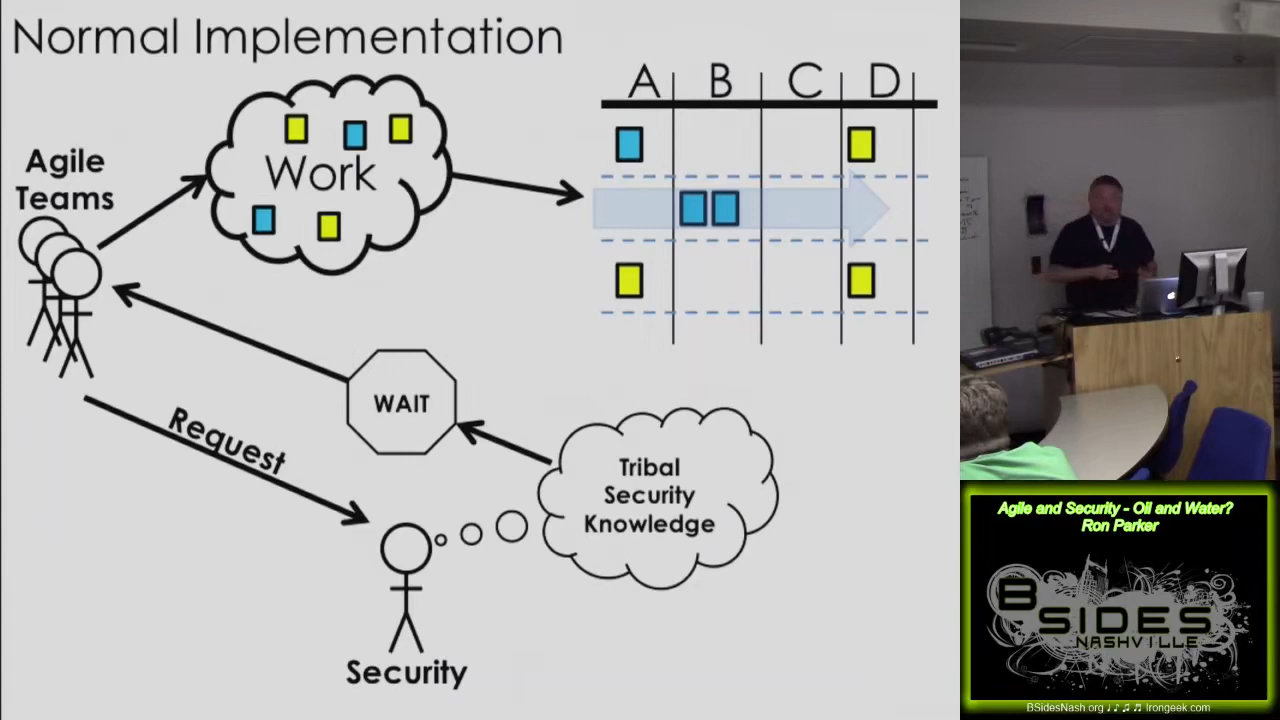 Normal Implementation
A B C D
Agile
Teams
Work
WAIT
Request
Tribal
Security
Knowledge
Security
Agile and Security - Oil and Water?
Ron Parker
BSIDES
NASHVILLE
BSidesNash.org ♩♪♫♬ Irongeek.com